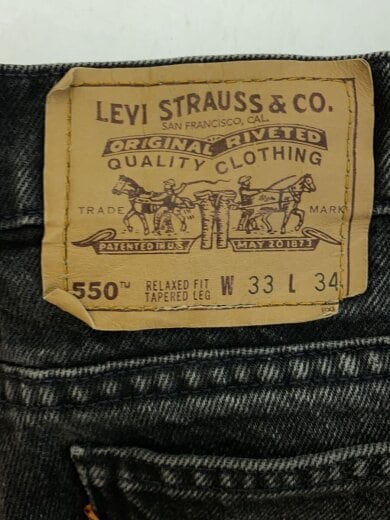 LEVI STRAUSS & CO.
SAN FRANCISCO, CAL.
ORIGINAL RIVETED
QUALITY CLOTHING
TRADE MARK
PATENTED IN U.S. MAY 20 1873
550™ RELAXED FIT W 33 L 34
TAPERED LEG